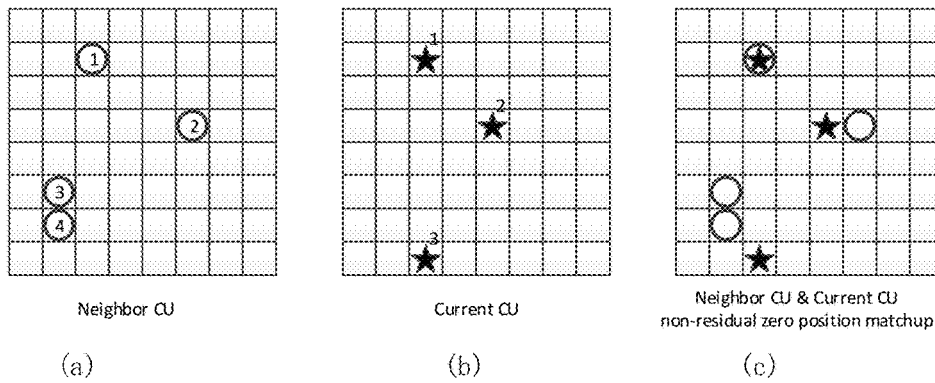 1
2
3
4
1
2
3
Neighbor CU
Current CU
Neighbor CU & Current CU
non-residual zero position matchup
(a)
(b)
(c)